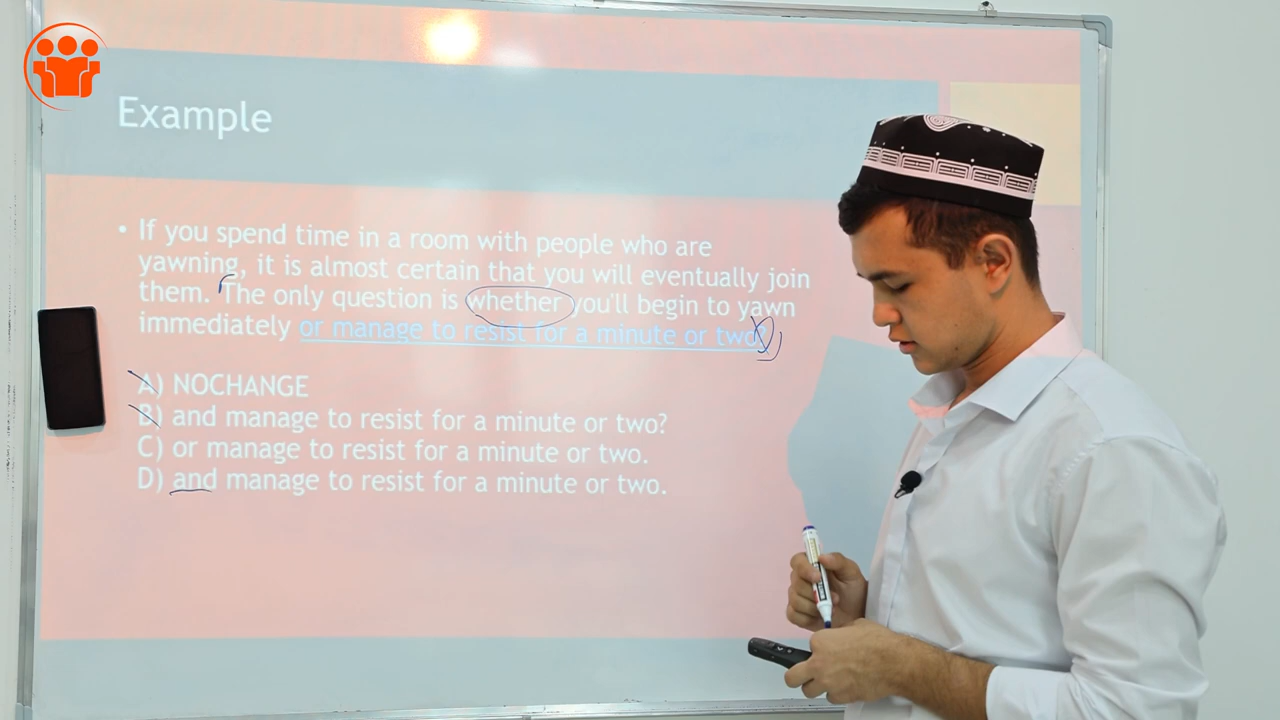 Example
• If you spend time in a room with people who are
yawning, it is almost certain that you will eventually join
them. The only question is whether you'll begin to yawn
immediately or manage to resist for a minute or two?
A) NOCHANGE
B) and manage to resist for a minute or two?
C) or manage to resist for a minute or two.
D) and manage to resist for a minute or two.